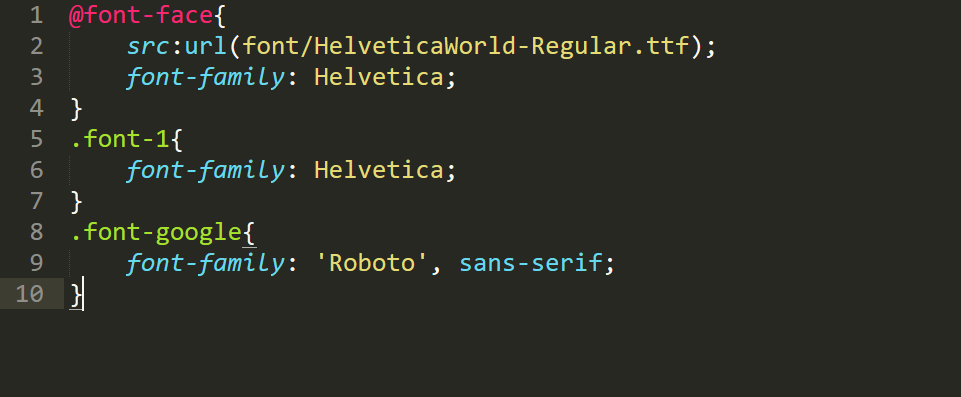 1 @font-face{
2     src:url(font/HelveticaWorld-Regular.ttf);
3     font-family: Helvetica;
4 }
5 .font-1{
6     font-family: Helvetica;
7 }
8 .font-google{
9     font-family: 'Roboto', sans-serif;
10 }